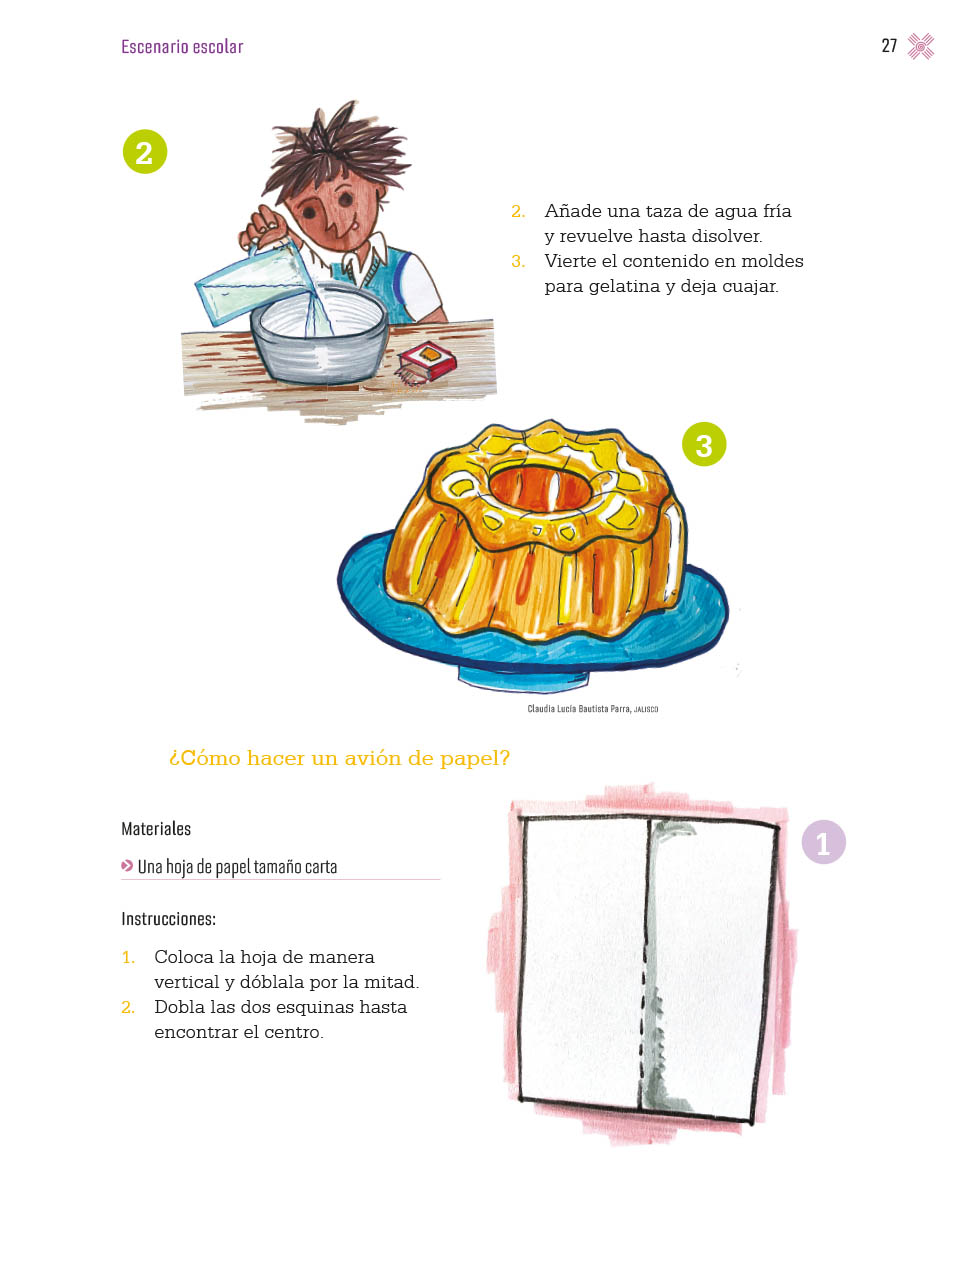 Escenario escolar
27
2
2. Añade una taza de agua fría
y revuelve hasta disolver.
3. Vierte el contenido en moldes
para gelatina y deja cuajar.
3
Claudia Lucía Bautista Parra, JALISCO
¿Cómo hacer un avión de papel?
Materiales
Una hoja de papel tamaño carta
Instrucciones:
1. Coloca la hoja de manera
vertical y dóblala por la mitad.
2. Dobla las dos esquinas hasta
encontrar el centro.
1